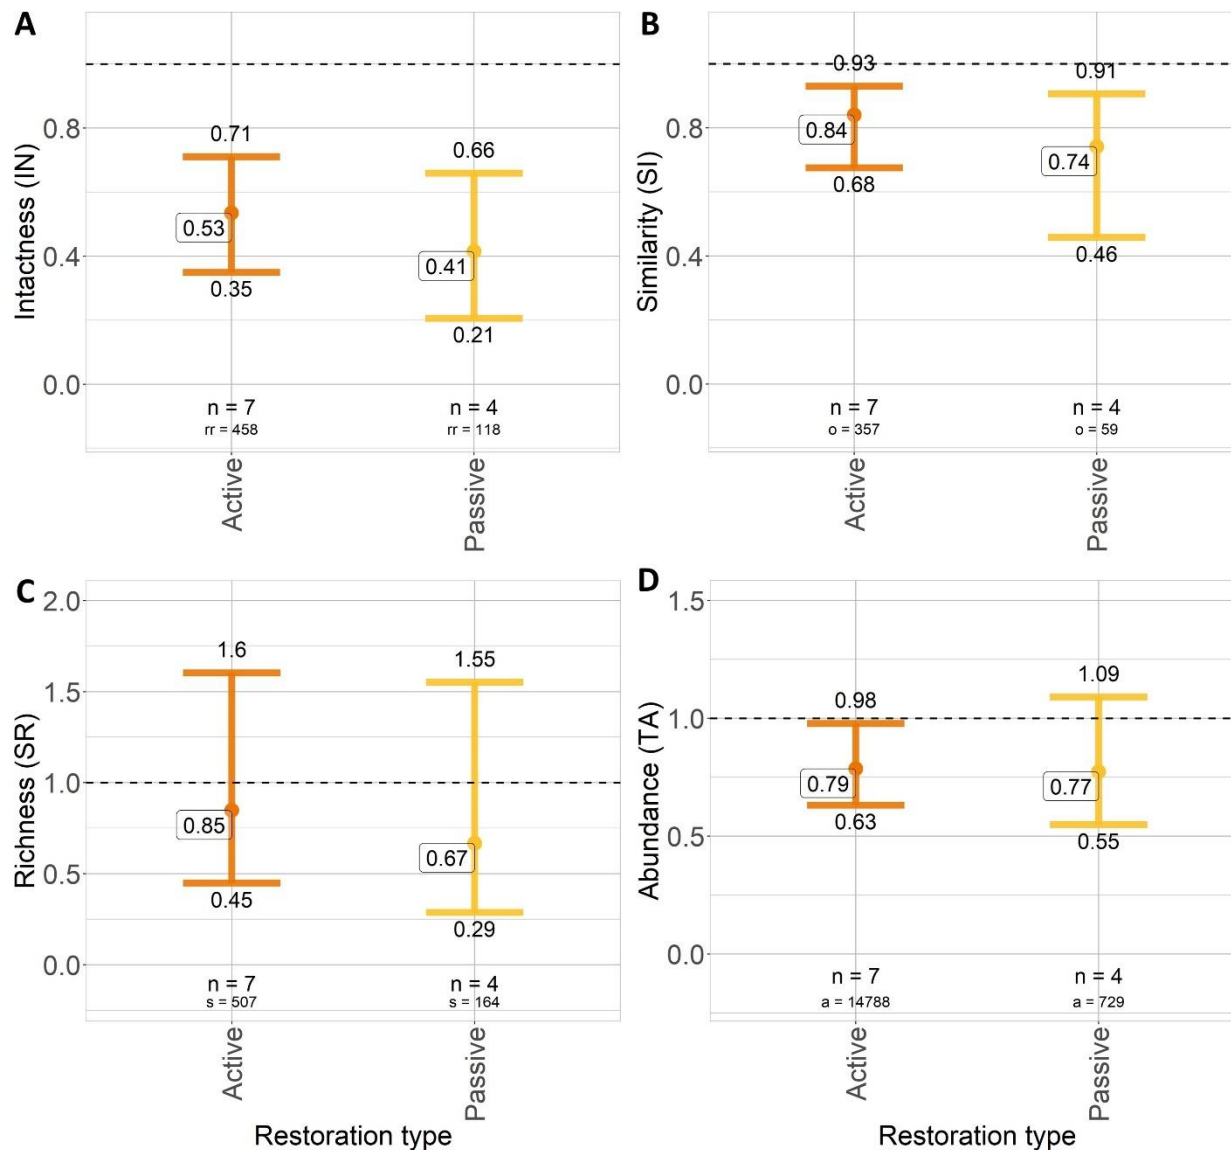 A
Intactness (IN)
0.8
0.4
0.0
0.71
0.53
0.35
0.66
0.41
0.21
n = 7
rr = 458
n = 4
rr = 118
Active
Passive
B
Similarity (SI)
0.8
0.4
0.0
0.93
0.84
0.68
0.91
0.74
0.46
n = 7
o = 357
n = 4
o = 59
Active
Passive
C
Richness (SR)
2.0
1.5
1.0
0.5
0.0
1.6
0.85
0.45
1.55
0.67
0.29
n = 7
s = 507
n = 4
s = 164
Active
Passive
Restoration type
D
Abundance (TA)
1.5
1.0
0.5
0.0
0.98
0.79
0.63
1.09
0.77
0.55
n = 7
a = 14788
n = 4
a = 729
Active
Passive
Restoration type